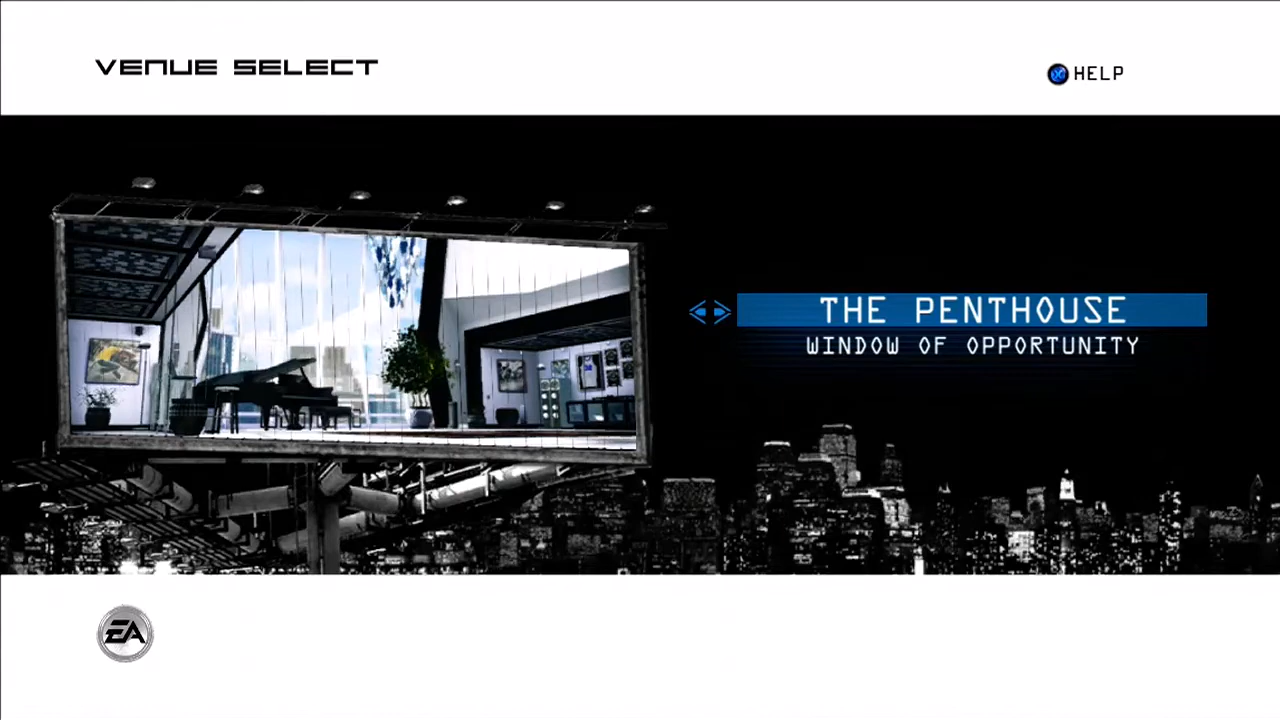 VENUE SELECT
HELP
THE PENTHOUSE
WINDOW OF OPPORTUNITY
EA